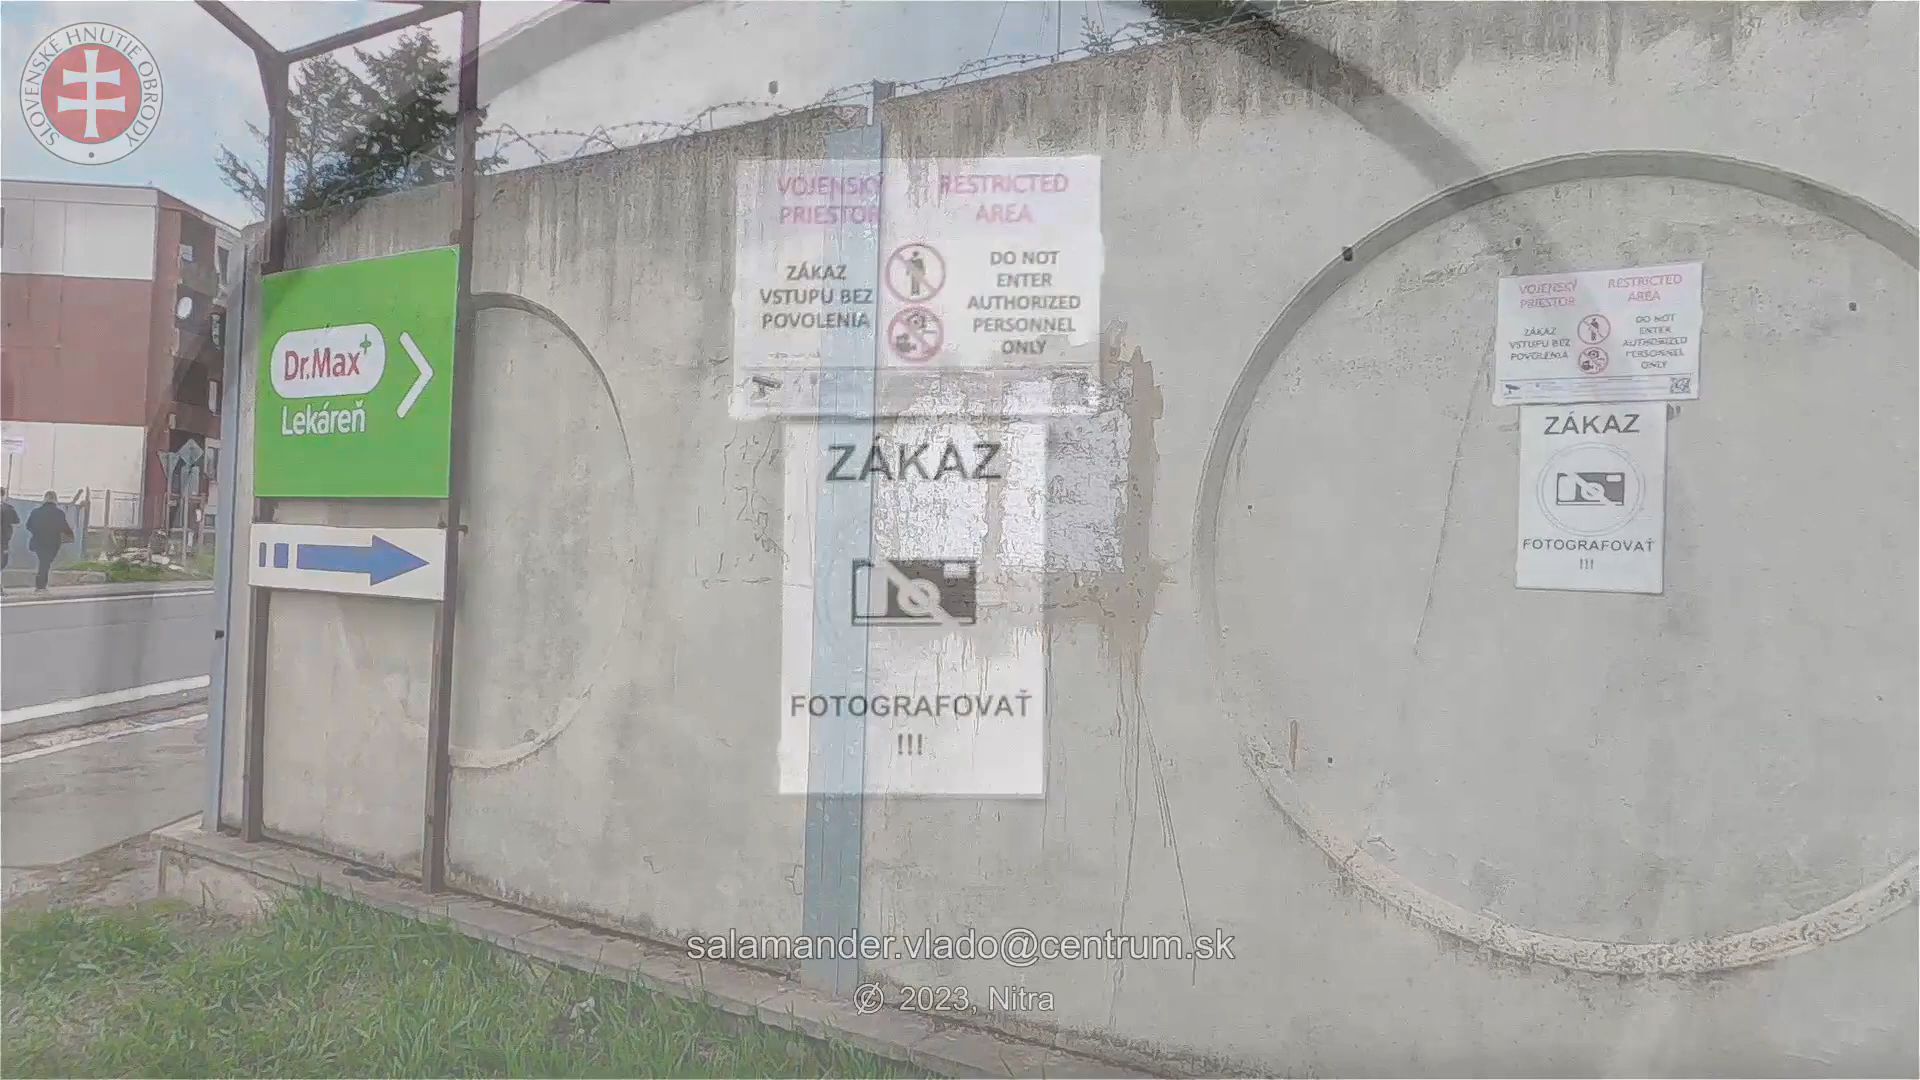 SLOVENSKÉ HNUTIE OBRODY
Dr.Max+
Lekáreň
VOJENSKÝ PRIESTOR
RESTRICTED AREA
ZÁKAZ
VSTUPU BEZ
POVOLENIA
DO NOT
ENTER
AUTHORIZED
PERSONNEL
ONLY
ZÁKAZ
FOTOGRAFOVAŤ
!!!
VOJENSKÝ PRIESTOR
RESTRICTED AREA
ZÁKAZ
VSTUPU BEZ
POVOLENIA
DO NOT
ENTER
AUTHORIZED
PERSONNEL
ONLY
ZÁKAZ
FOTOGRAFOVAŤ
!!!
salamander.vlado@centrum.sk
2023, Nitra